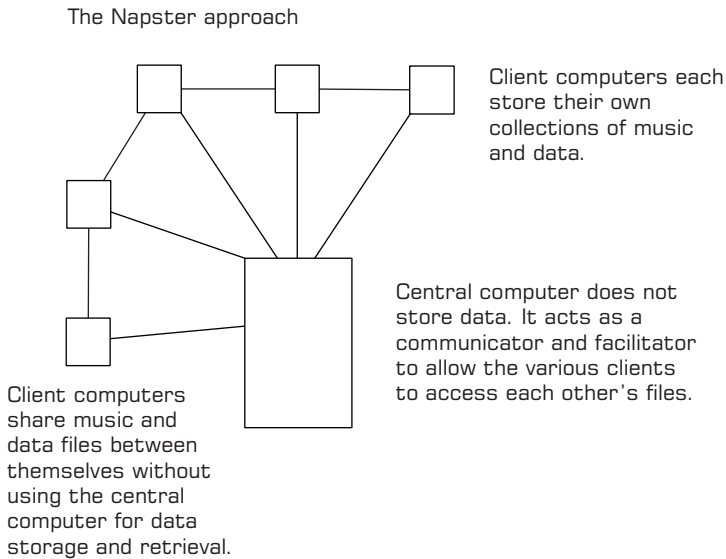 The Napster approach
Client computers each
store their own
collections of music
and data.
Central computer does not
store data. It acts as a
communicator and facilitator
to allow the various clients
to access each other's files.
Client computers
share music and
data files between
themselves without
using the central
computer for data
storage and retrieval.